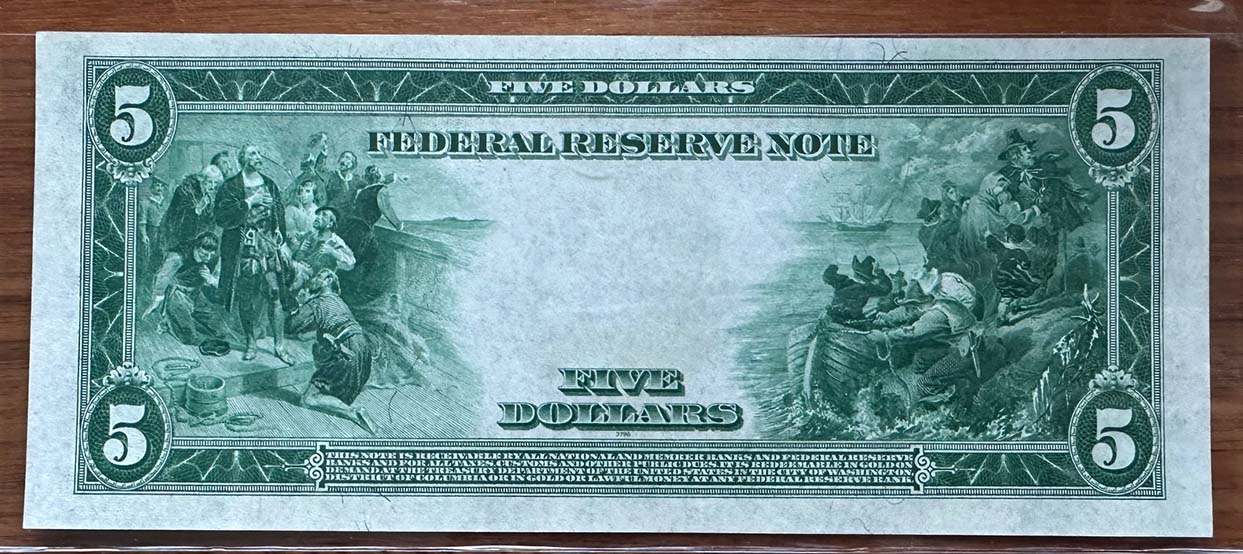 FIVE DOLLARS
5
5
FEDERAL RESERVE NOTE
FIVE
DOLLARS
3796
5
5
THIS NOTE IS RECEIVABLE BY ALL NATIONAL AND MEMBER BANKS AND FEDERAL RESERVE
BANKS AND FOR ALL TAXES, CUSTOMS AND OTHER PUBLIC DUES. IT IS REDEEMABLE IN GOLD ON
DEMAND AT THE TREASURY DEPARTMENT OF THE UNITED STATES IN THE CITY OF WASHINGTON
DISTRICT OF COLUMBIA OR IN GOLD OR LAWFUL MONEY AT ANY FEDERAL RESERVE BANK.